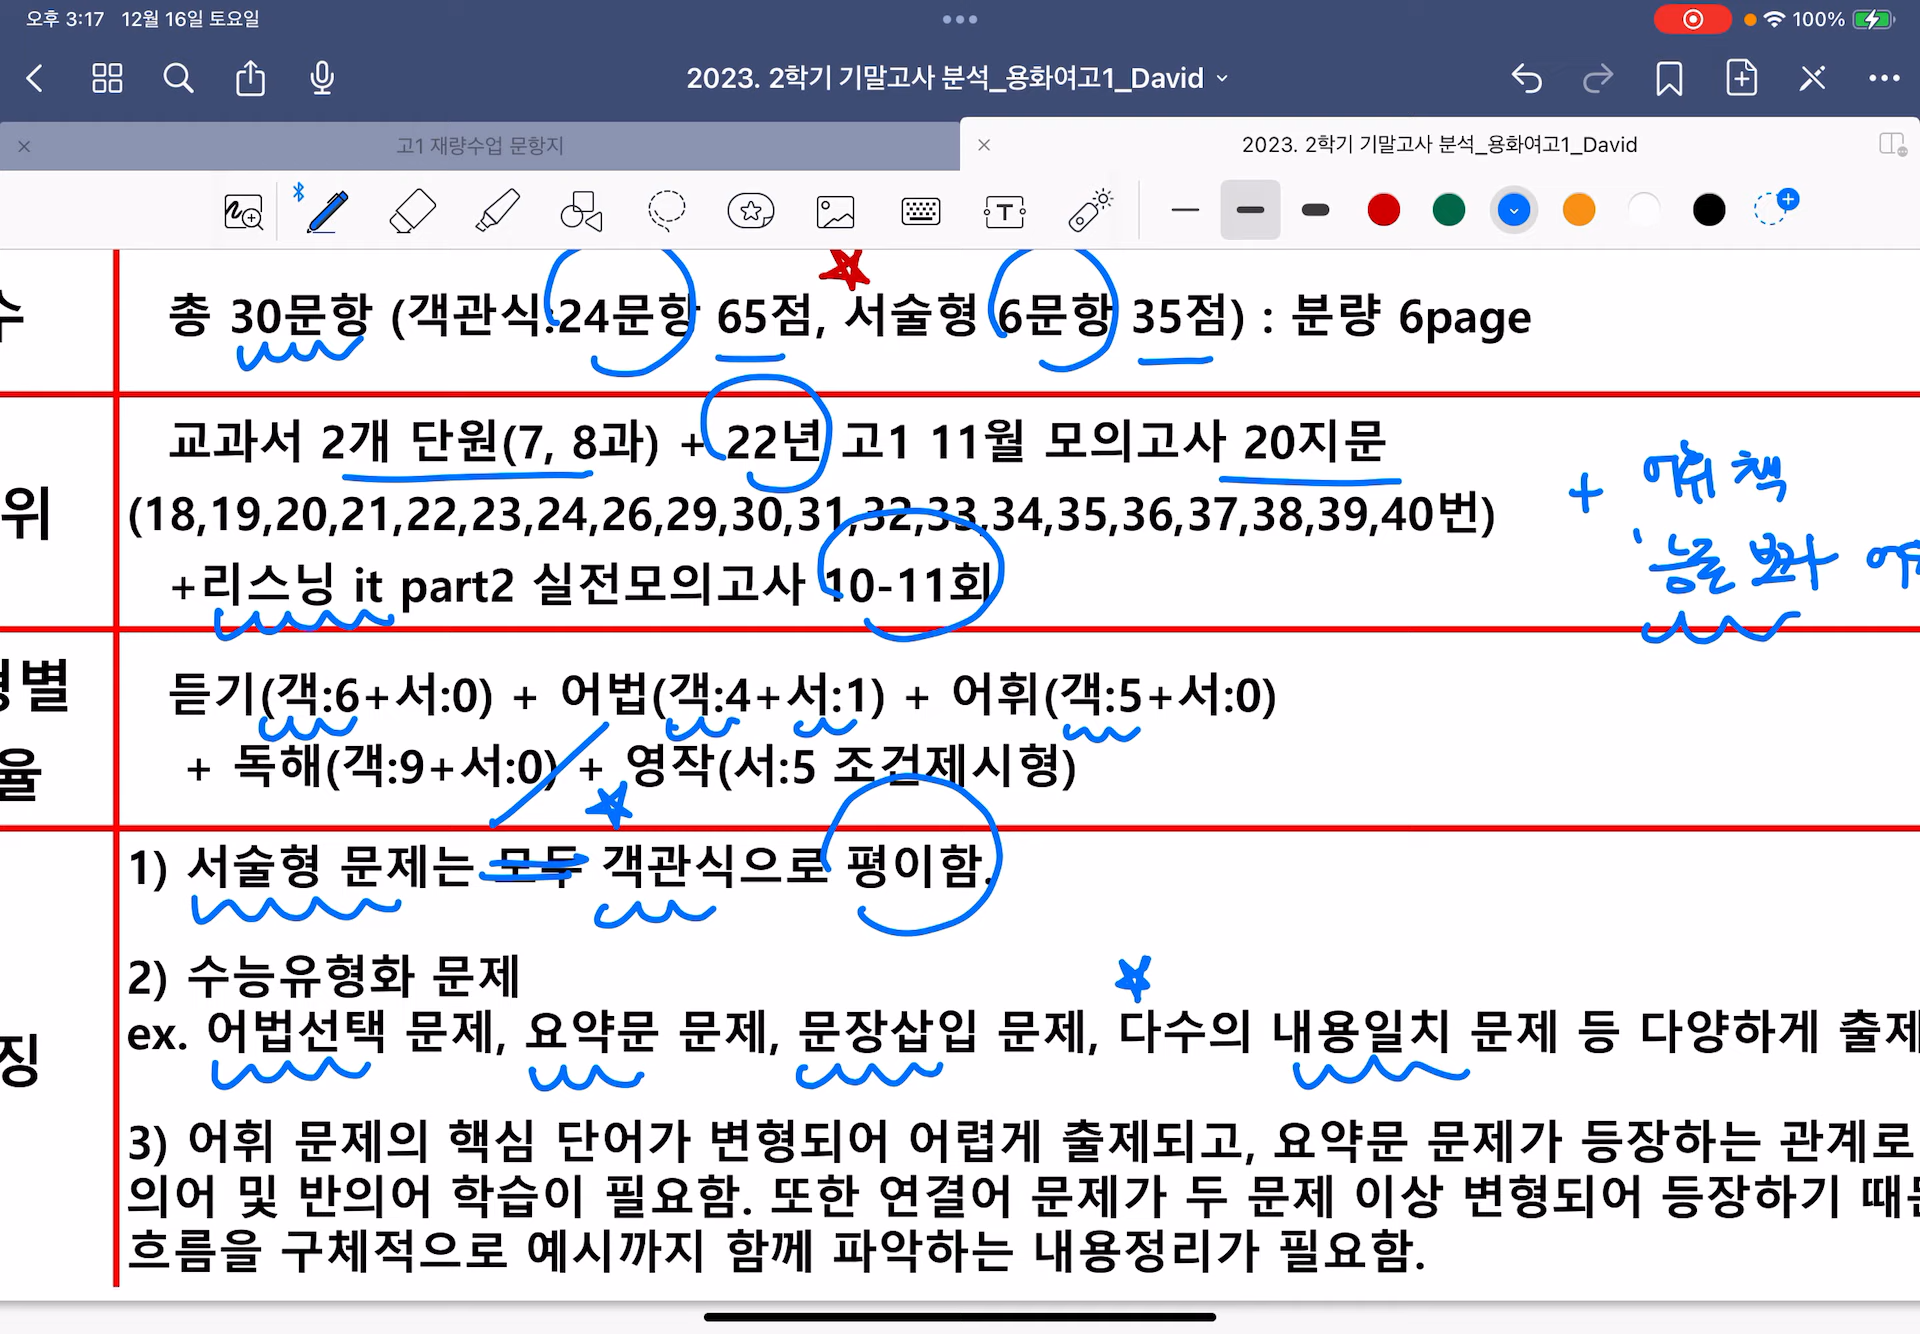 오후 3:17 12월 16일 토요일
100%
2023. 2학기 기말고사 분석_용화여고1_David
고1 재량수업 문항지
2023. 2학기 기말고사 분석_용화여고1_David
수
총 30문항 (객관식:24문항 65점, 서술형 6문항 35점) : 분량 6page
교과서 2개 단원(7, 8과) + 22년 고1 11월 모의고사 20지문
+ 어휘 책
위
(18,19,20,21,22,23,24,26,29,30,31,32,33,34,35,36,37,38,39,40번)
+리스닝 it part2 실전모의고사 10-11회
형별
듣기(객:6+서:0) + 어법(객:4+서:1) + 어휘(객:5+서:0)
율
+ 독해(객:9+서:0) + 영작(서:5 조건제시형)
1) 서술형 문제는 모두 객관식으로 평이함.
2) 수능유형화 문제
징
ex. 어법선택 문제, 요약문 문제, 문장삽입 문제, 다수의 내용일치 문제 등 다양하게 출제
3) 어휘 문제의 핵심 단어가 변형되어 어렵게 출제되고, 요약문 문제가 등장하는 관계로
의어 및 반의어 학습이 필요함. 또한 연결어 문제가 두 문제 이상 변형되어 등장하기 때문
흐름을 구체적으로 예시까지 함께 파악하는 내용정리가 필요함.